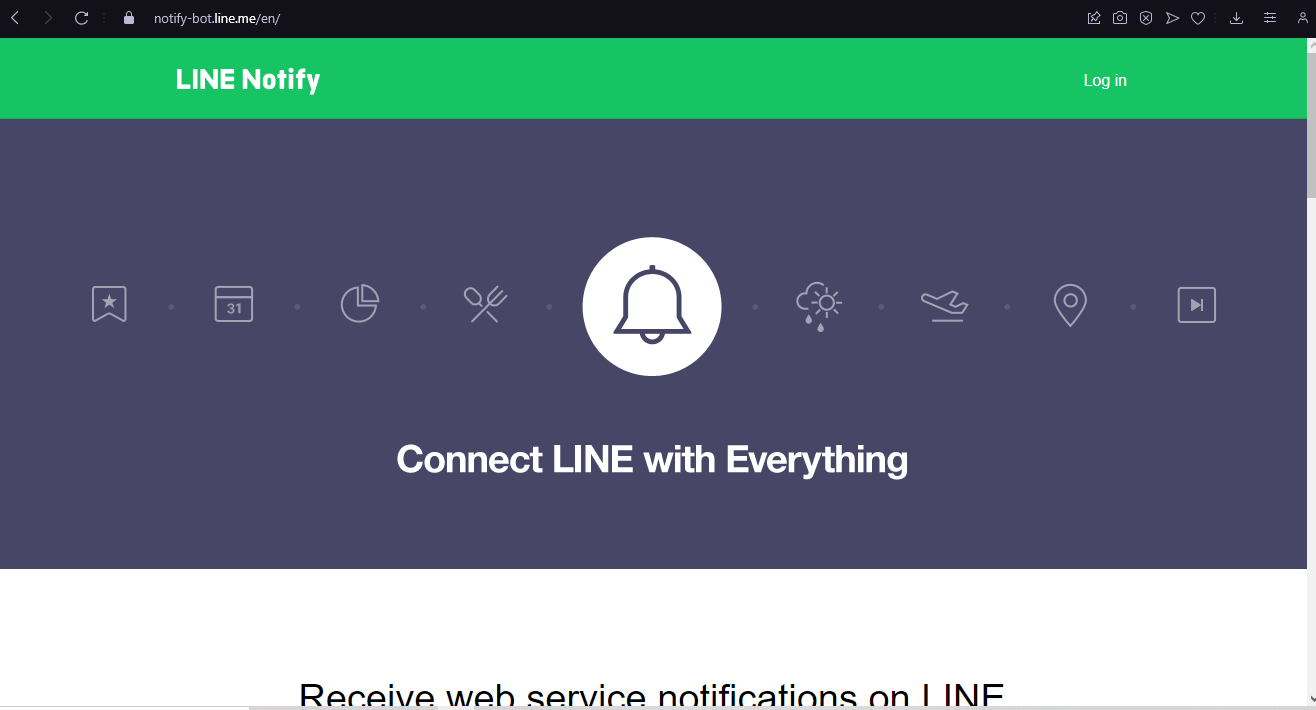 notify-bot.line.me/en/
LINE Notify
Log in
31
Connect LINE with Everything
Receive web service notifications on LINE